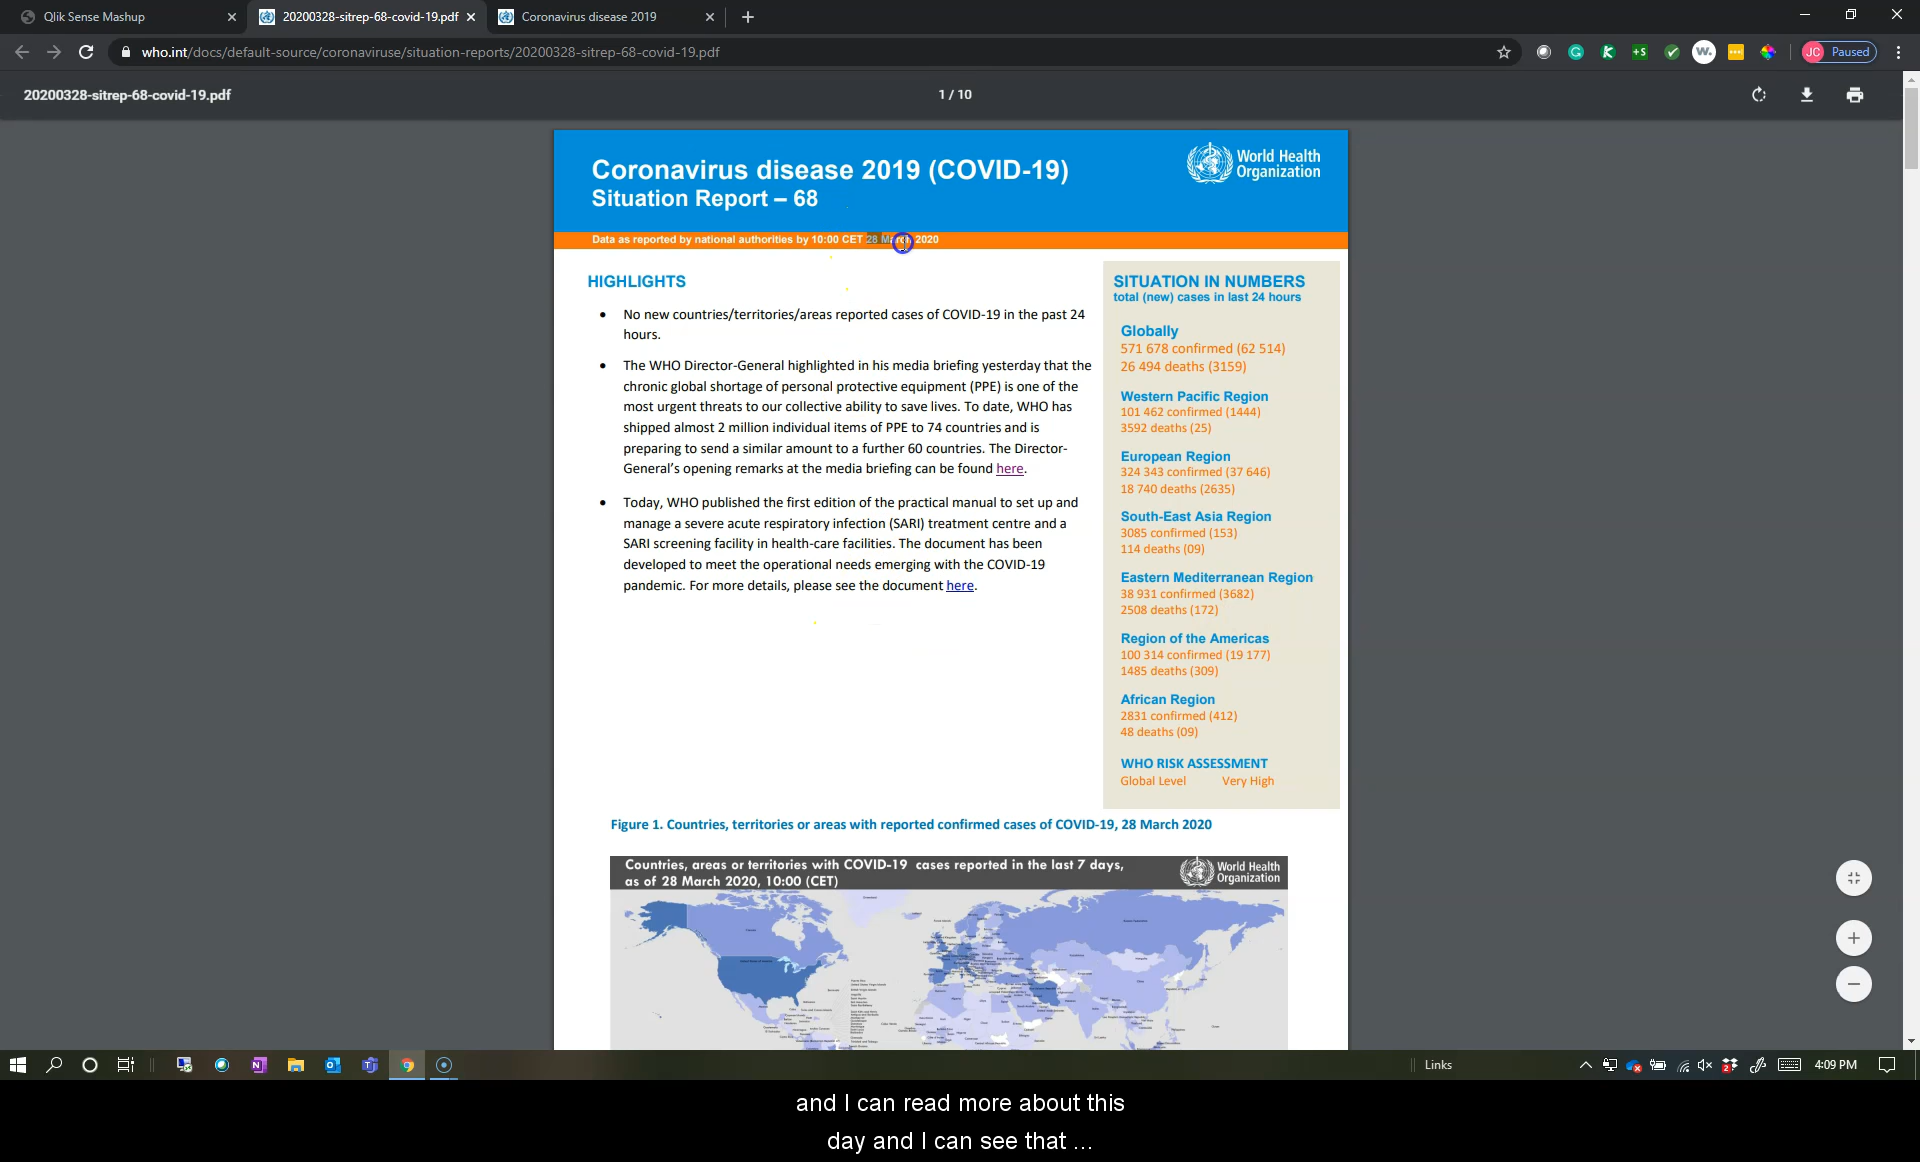 Qlik Sense Mashup
20200328-sitrep-68-covid-19.pdf
Coronavirus disease 2019
who.int/docs/default-source/coronaviruse/situation-reports/20200328-sitrep-68-covid-19.pdf
JC Paused
20200328-sitrep-68-covid-19.pdf
1 / 10
Coronavirus disease 2019 (COVID-19)
Situation Report – 68
World Health
Organization
Data as reported by national authorities by 10:00 CET 28 March 2020
HIGHLIGHTS
• No new countries/territories/areas reported cases of COVID-19 in the past 24
hours.
• The WHO Director-General highlighted in his media briefing yesterday that the
chronic global shortage of personal protective equipment (PPE) is one of the
most urgent threats to our collective ability to save lives. To date, WHO has
shipped almost 2 million individual items of PPE to 74 countries and is
preparing to send a similar amount to a further 60 countries. The Director-
General's opening remarks at the media briefing can be found here.
• Today, WHO published the first edition of the practical manual to set up and
manage a severe acute respiratory infection (SARI) treatment centre and a
SARI screening facility in health-care facilities. The document has been
developed to meet the operational needs emerging with the COVID-19
pandemic. For more details, please see the document here.
SITUATION IN NUMBERS
total (new) cases in last 24 hours
Globally
571 678 confirmed (62 514)
26 494 deaths (3159)
Western Pacific Region
101 462 confirmed (1444)
3592 deaths (25)
European Region
324 343 confirmed (37 646)
18 740 deaths (2635)
South-East Asia Region
3085 confirmed (153)
114 deaths (09)
Eastern Mediterranean Region
38 931 confirmed (3682)
2508 deaths (172)
Region of the Americas
100 314 confirmed (19 177)
1485 deaths (309)
African Region
2831 confirmed (412)
48 deaths (09)
WHO RISK ASSESSMENT
Global Level Very High
Figure 1. Countries, territories or areas with reported confirmed cases of COVID-19, 28 March 2020
Countries, areas or territories with COVID-19 cases reported in the last 7 days,
as of 28 March 2020, 10:00 (CET)
World Health
Organization
Links
4:09 PM
and I can read more about this
day and I can see that ...